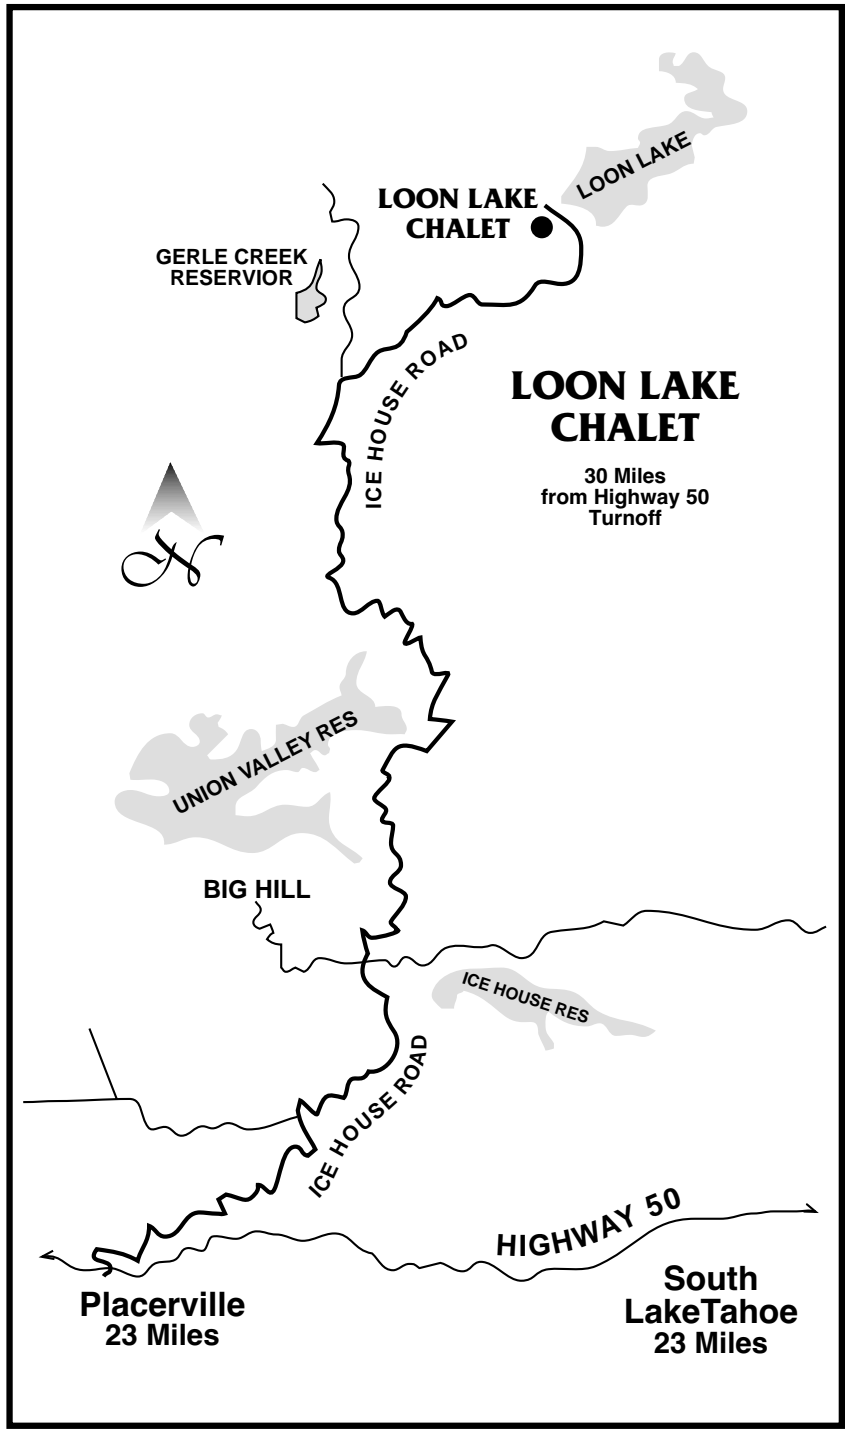 LOON LAKE
LOON LAKE
CHALET
GERLE CREEK
RESERVIOR
ICE HOUSE ROAD
LOON LAKE
CHALET
30 Miles
from Highway 50
Turnoff
N
UNION VALLEY RES
BIG HILL
ICE HOUSE RES
ICE HOUSE ROAD
HIGHWAY 50
Placerville
23 Miles
South
LakeTahoe
23 Miles